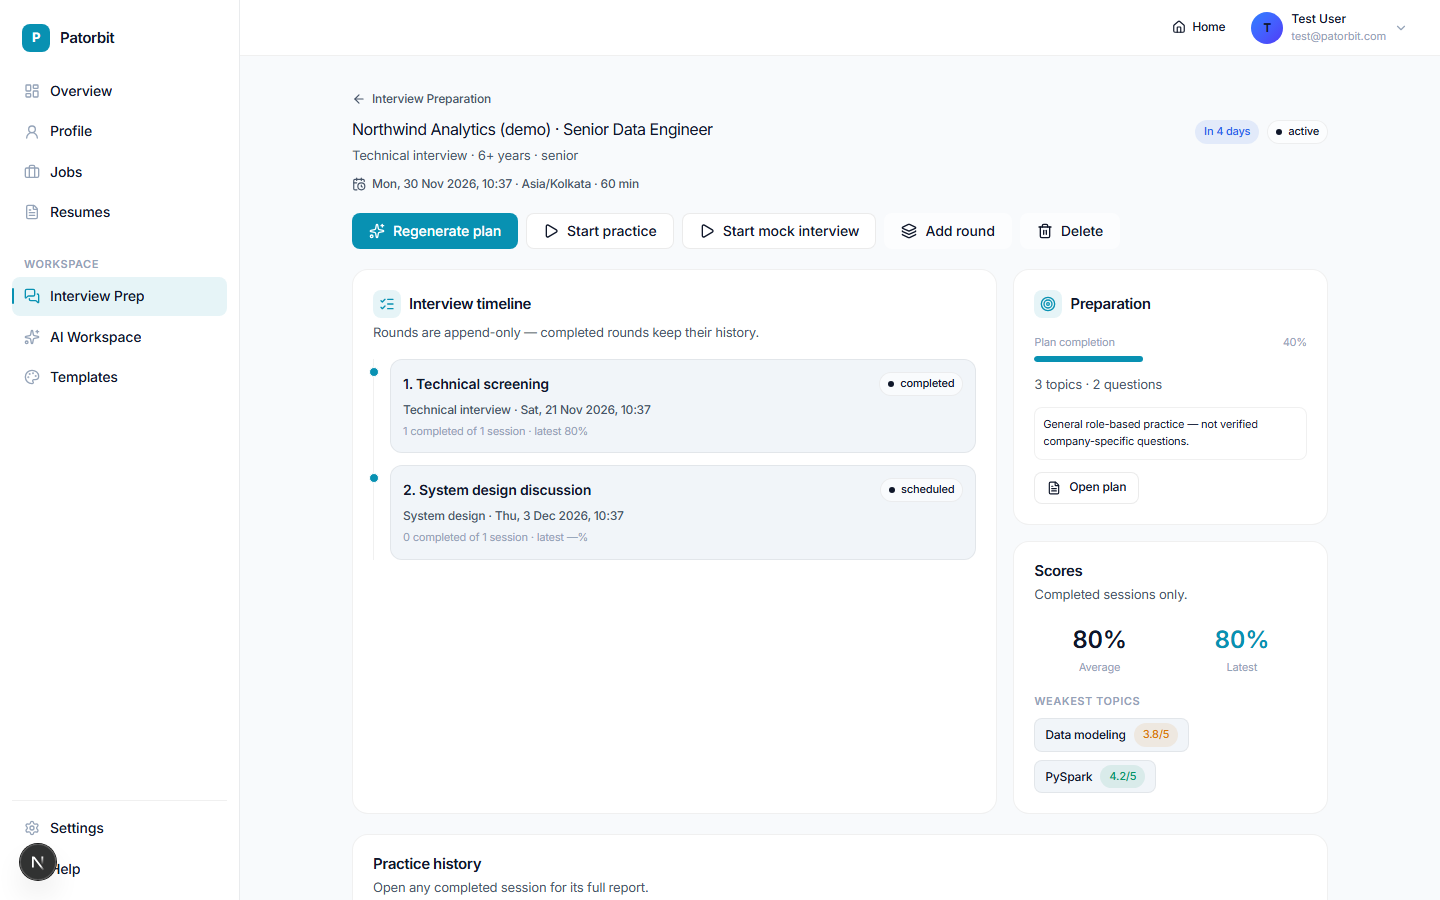 P
Patorbit
Overview
Profile
Jobs
Resumes
WORKSPACE
Interview Prep
AI Workspace
Templates
Settings
Help
N
Home
T
Test User
test@patorbit.com
Interview Preparation
Northwind Analytics (demo) · Senior Data Engineer
In 4 days
active
Technical interview · 6+ years · senior
Mon, 30 Nov 2026, 10:37 · Asia/Kolkata · 60 min
Regenerate plan
Start practice
Start mock interview
Add round
Delete
Interview timeline
Rounds are append-only — completed rounds keep their history.
1. Technical screening
completed
Technical interview · Sat, 21 Nov 2026, 10:37
1 completed of 1 session · latest 80%
2. System design discussion
scheduled
System design · Thu, 3 Dec 2026, 10:37
0 completed of 1 session · latest —%
Preparation
Plan completion
40%
3 topics · 2 questions
General role-based practice — not verified
company-specific questions.
Open plan
Scores
Completed sessions only.
80%
Average
80%
Latest
WEAKEST TOPICS
Data modeling
3.8/5
PySpark
4.2/5
Practice history
Open any completed session for its full report.